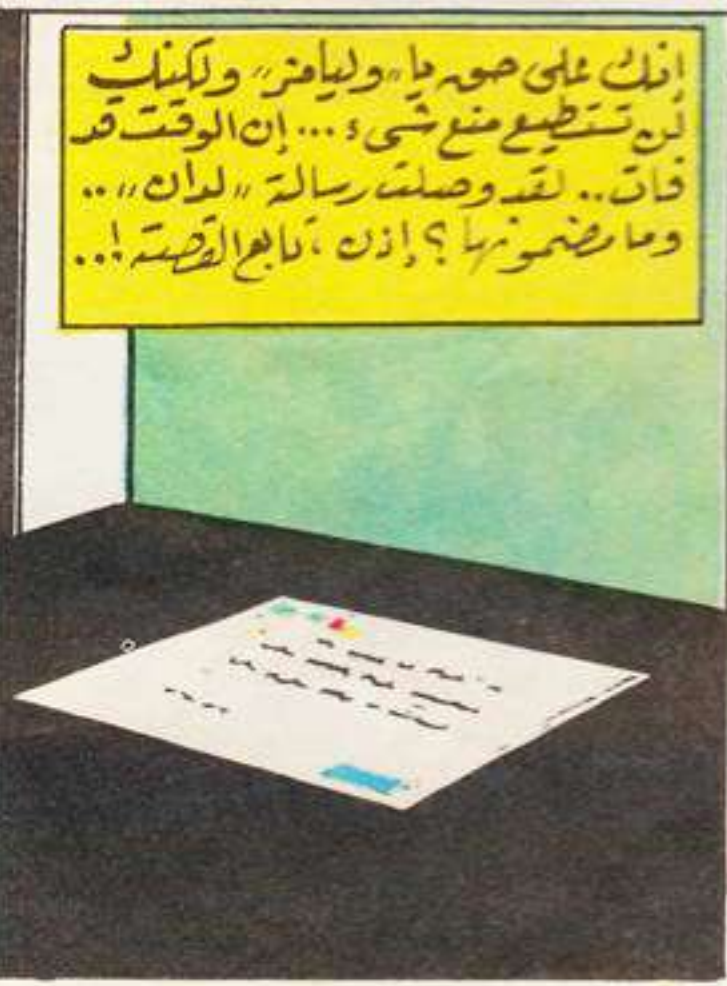 إنك على حق يا "وليامز" ولكنك
لن تستطيع منع شيء ... إن الوقت قد
فات .. لقد وصلت رسالة "لدان" ..
وما مضمونها ؟ إذن ، تابع القصة !..